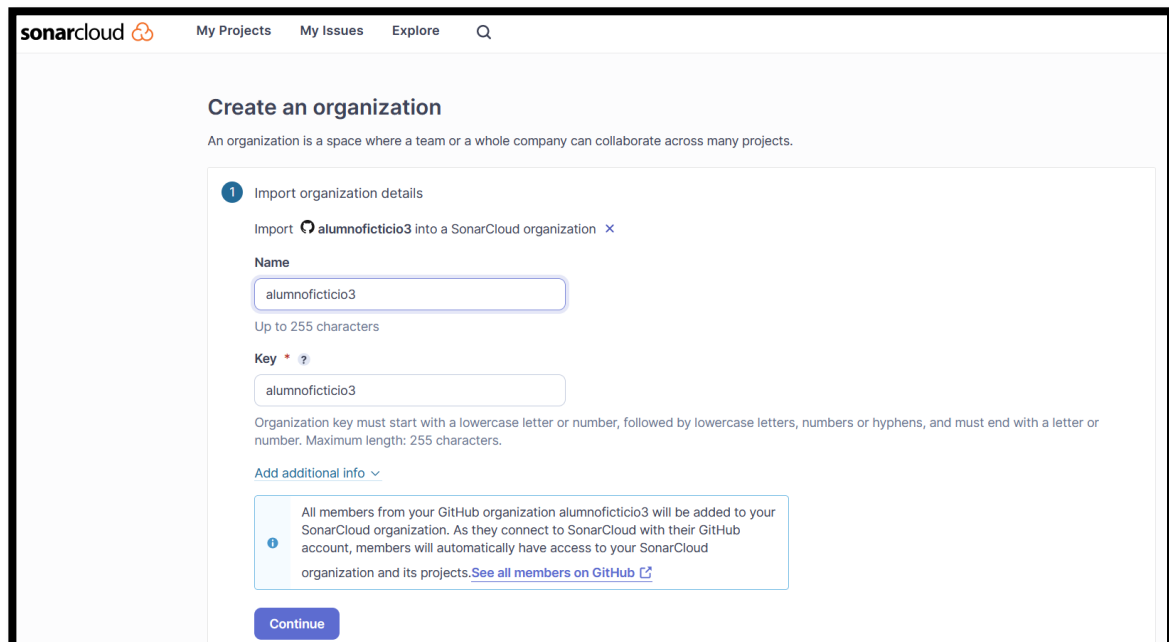 sonarcloud My Projects My Issues Explore
Create an organization
An organization is a space where a team or a whole company can collaborate across many projects.
1 Import organization details
Import alumnoficticio3 into a SonarCloud organization ×
Name
alumnoficticio3
Up to 255 characters
Key * ?
alumnoficticio3
Organization key must start with a lowercase letter or number, followed by lowercase letters, numbers or hyphens, and must end with a letter or
number. Maximum length: 255 characters.
Add additional info
All members from your GitHub organization alumnoficticio3 will be added to your
SonarCloud organization. As they connect to SonarCloud with their GitHub
account, members will automatically have access to your SonarCloud
organization and its projects.See all members on GitHub
Continue